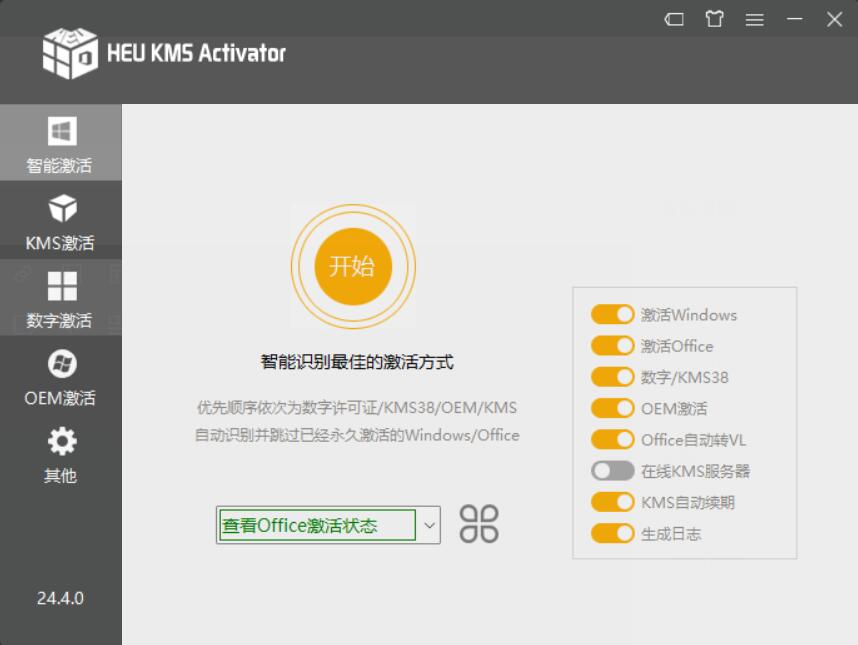 HEU KMS Activator
智能激活
KMS激活
数字激活
OEM激活
其他
24.4.0
开始
智能识别最佳的激活方式
优先顺序依次为数字许可证/KMS38/OEM/KMS
自动识别并跳过已经永久激活的Windows/Office
查看Office激活状态
激活Windows
激活Office
数字/KMS38
OEM激活
Office自动转VL
在线KMS服务器
KMS自动续期
生成日志